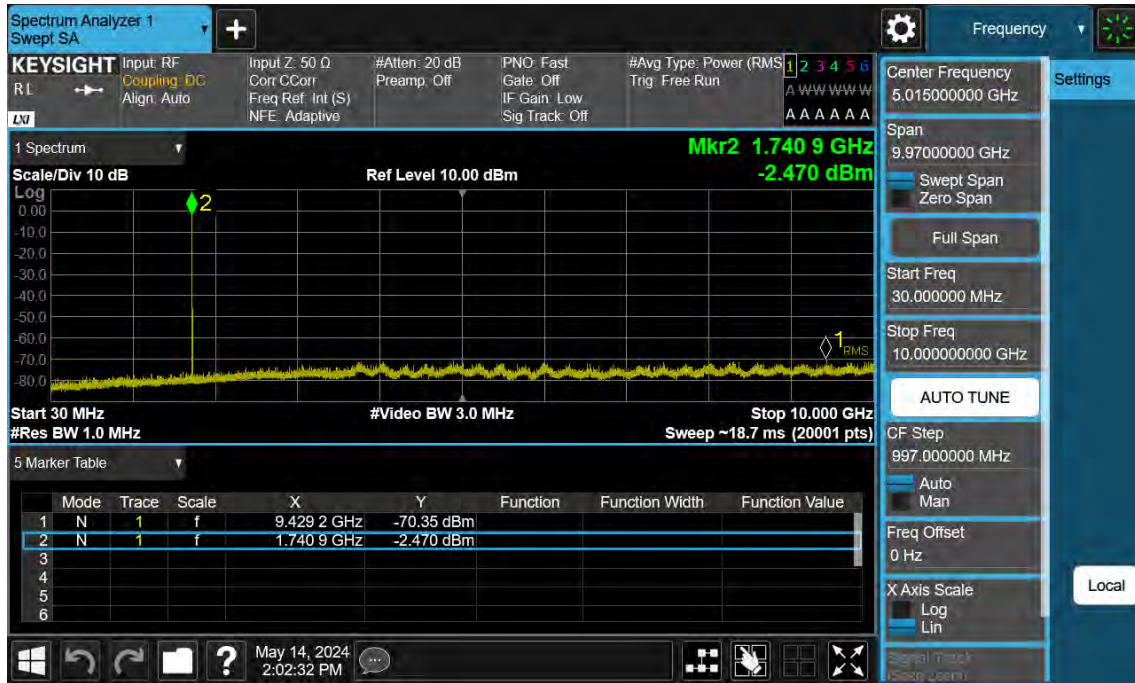 Spectrum Analyzer 1
Swept SA
Frequency
KEYSIGHT
RL
LXI
Input: RF
Coupling: DC
Align: Auto
Input Z: 50 Ω
Corr CCorr
Freq Ref: Int (S)
NFE: Adaptive
#Atten: 20 dB
Preamp: Off
PNO: Fast
Gate: Off
IF Gain: Low
Sig Track: Off
#Avg Type: Power (RMS
Trig: Free Run
1 2 3 4 5 6
A W W W W W
A A A A A A
1 Spectrum
Mkr2 1.740 9 GHz
Scale/Div 10 dB
Ref Level 10.00 dBm
-2.470 dBm
Log
0.00
-10.0
-20.0
-30.0
-40.0
-50.0
-60.0
-70.0
-80.0
2
1
RMS
Start 30 MHz
#Video BW 3.0 MHz
Stop 10.000 GHz
#Res BW 1.0 MHz
Sweep ~18.7 ms (20001 pts)
5 Marker Table
Mode Trace Scale X Y Function Function Width Function Value
1 N 1 f 9.429 2 GHz -70.35 dBm
2 N 1 f 1.740 9 GHz -2.470 dBm
3
4
5
6
May 14, 2024
2:02:32 PM
Center Frequency
5.015000000 GHz
Settings
Span
9.97000000 GHz
Swept Span
Zero Span
Full Span
Start Freq
30.000000 MHz
Stop Freq
10.000000000 GHz
AUTO TUNE
CF Step
997.000000 MHz
Auto
Man
Freq Offset
0 Hz
X Axis Scale
Log
Lin
Local
Signal Track
(Span Zoom)